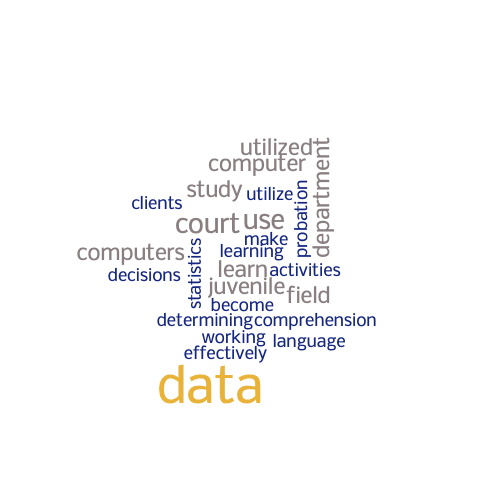 utilized
computer
department
study
utilize
probation
clients
court
use
make
computers
statistics
learning
decisions
learn
activities
juvenile
field
become
determining
comprehension
working
language
effectively
data